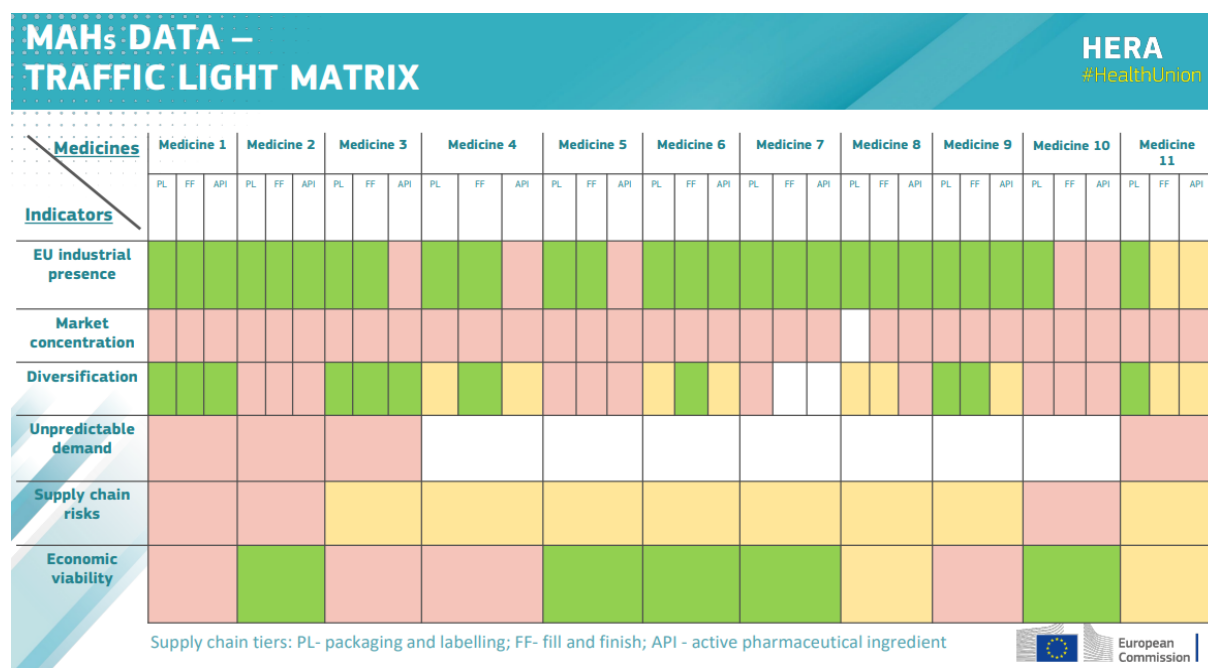 MAHs DATA –
TRAFFIC LIGHT MATRIX
HERA
#HealthUnion
Medicines
Indicators
Medicine 1 Medicine 2 Medicine 3 Medicine 4 Medicine 5 Medicine 6 Medicine 7 Medicine 8 Medicine 9 Medicine 10 Medicine
11
PL FF API PL FF API PL FF API PL FF API PL FF API PL FF API PL FF API PL FF API PL FF API PL FF API PL FF API
EU industrial
presence
Market
concentration
Diversification
Unpredictable
demand
Supply chain
risks
Economic
viability
Supply chain tiers: PL- packaging and labelling; FF- fill and finish; API - active pharmaceutical ingredient
European
Commission